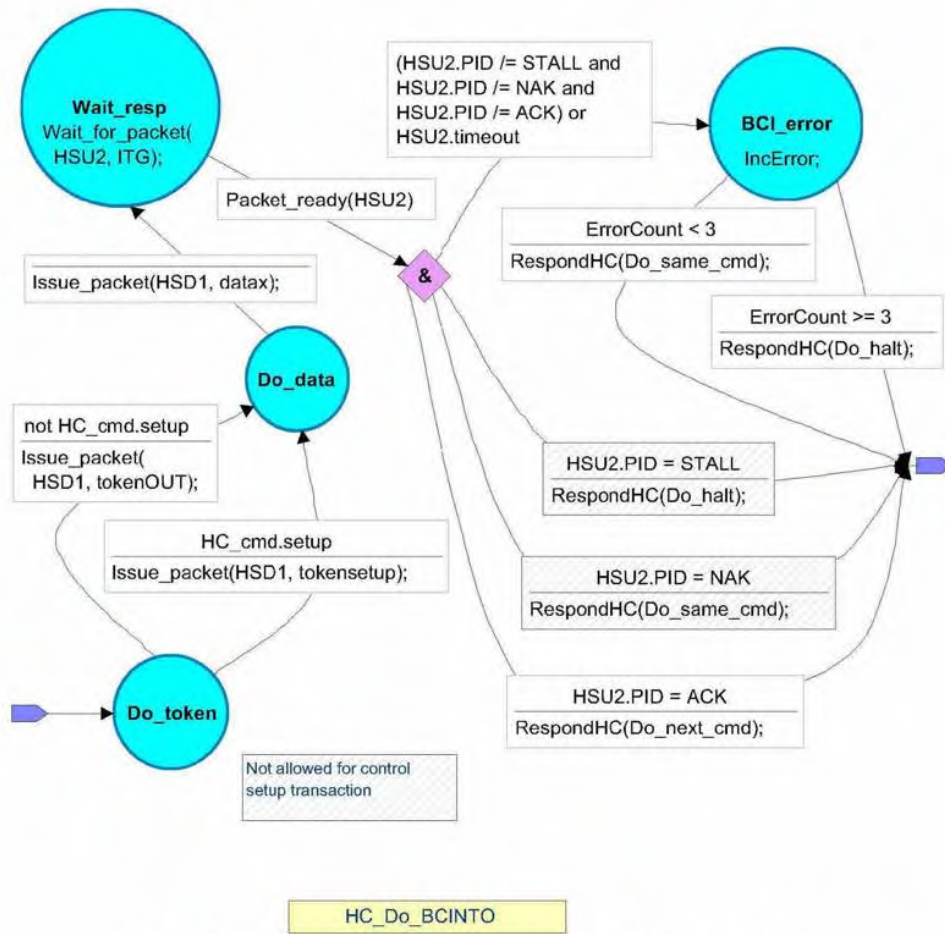 Wait_resp
Wait_for_packet(
HSU2, ITG);
(HSU2.PID /= STALL and
HSU2.PID /= NAK and
HSU2.PID /= ACK) or
HSU2.timeout
BCI_error
IncError;
Packet_ready(HSU2)
ErrorCount < 3
RespondHC(Do_same_cmd);
&
Issue_packet(HSD1, datax);
ErrorCount >= 3
RespondHC(Do_halt);
Do_data
not HC_cmd.setup
Issue_packet(
HSD1, tokenOUT);
HSU2.PID = STALL
RespondHC(Do_halt);
HC_cmd.setup
Issue_packet(HSD1, tokensetup);
HSU2.PID = NAK
RespondHC(Do_same_cmd);
HSU2.PID = ACK
RespondHC(Do_next_cmd);
Do_token
Not allowed for control
setup transaction
HC_Do_BCINTO